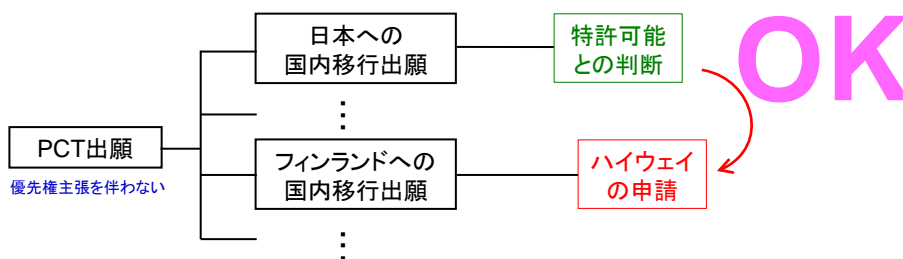 日本への
国内移行出願
特許可能
との判断
OK
⋮
PCT出願
優先権主張を伴わない
フィンランドへの
国内移行出願
ハイウェイ
の申請
⋮